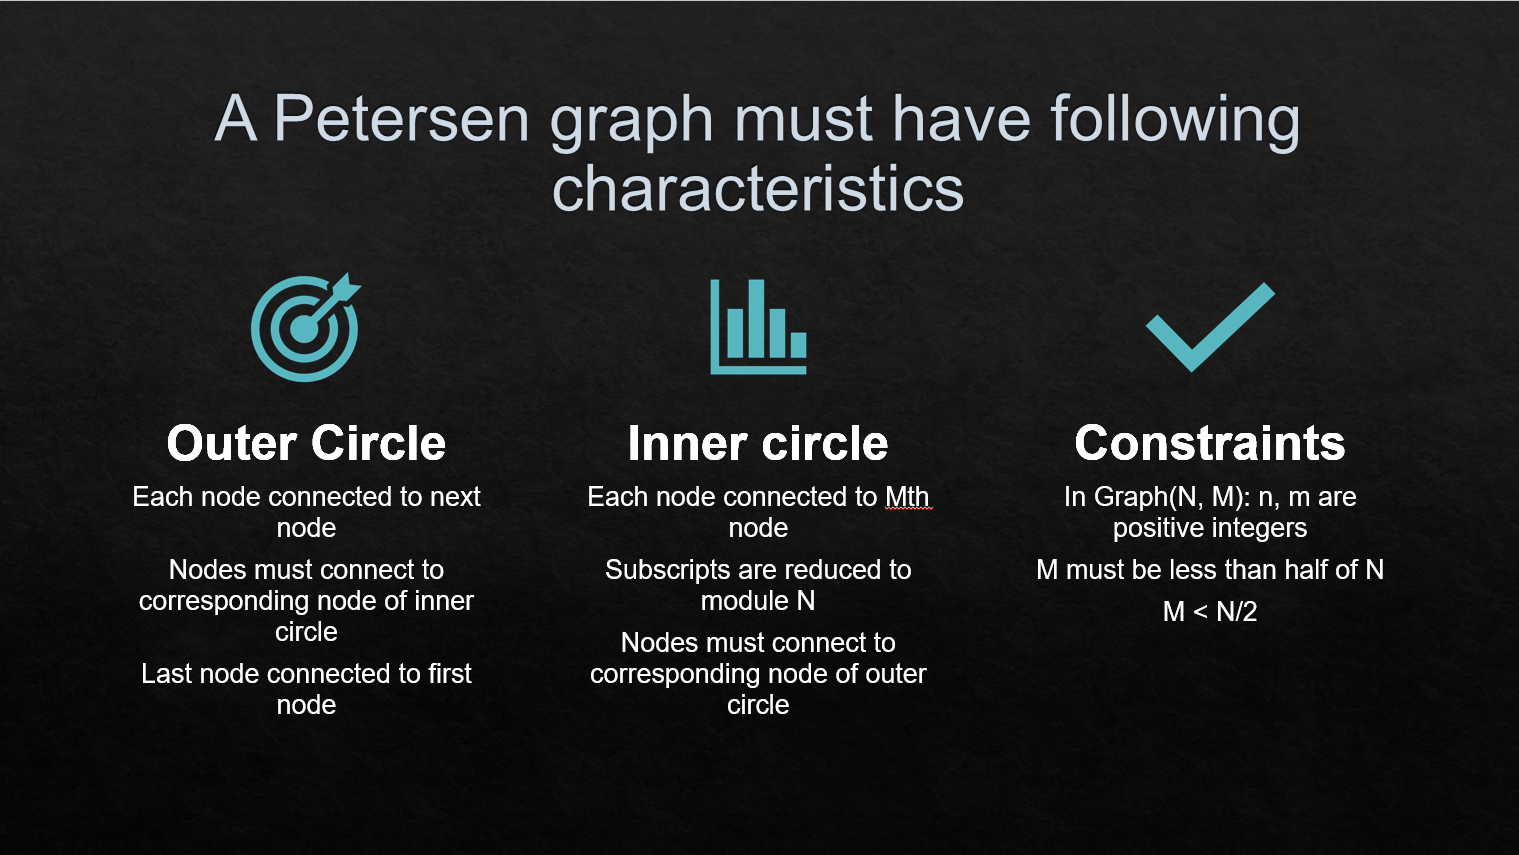 A Petersen graph must have following
characteristics
Outer Circle
Each node connected to next
node
Nodes must connect to
corresponding node of inner
circle
Last node connected to first
node
Inner circle
Each node connected to Mth
node
Subscripts are reduced to
module N
Nodes must connect to
corresponding node of outer
circle
Constraints
In Graph(N, M): n, m are
positive integers
M must be less than half of N
M < N/2